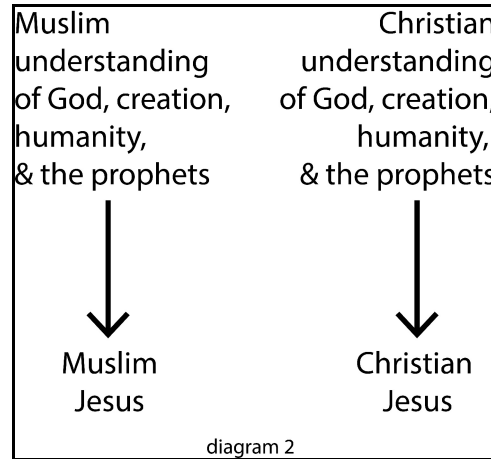 Muslim
understanding
of God, creation,
humanity,
& the prophets
Christian
understanding
of God, creation,
humanity,
& the prophets
Muslim
Jesus
Christian
Jesus
diagram 2